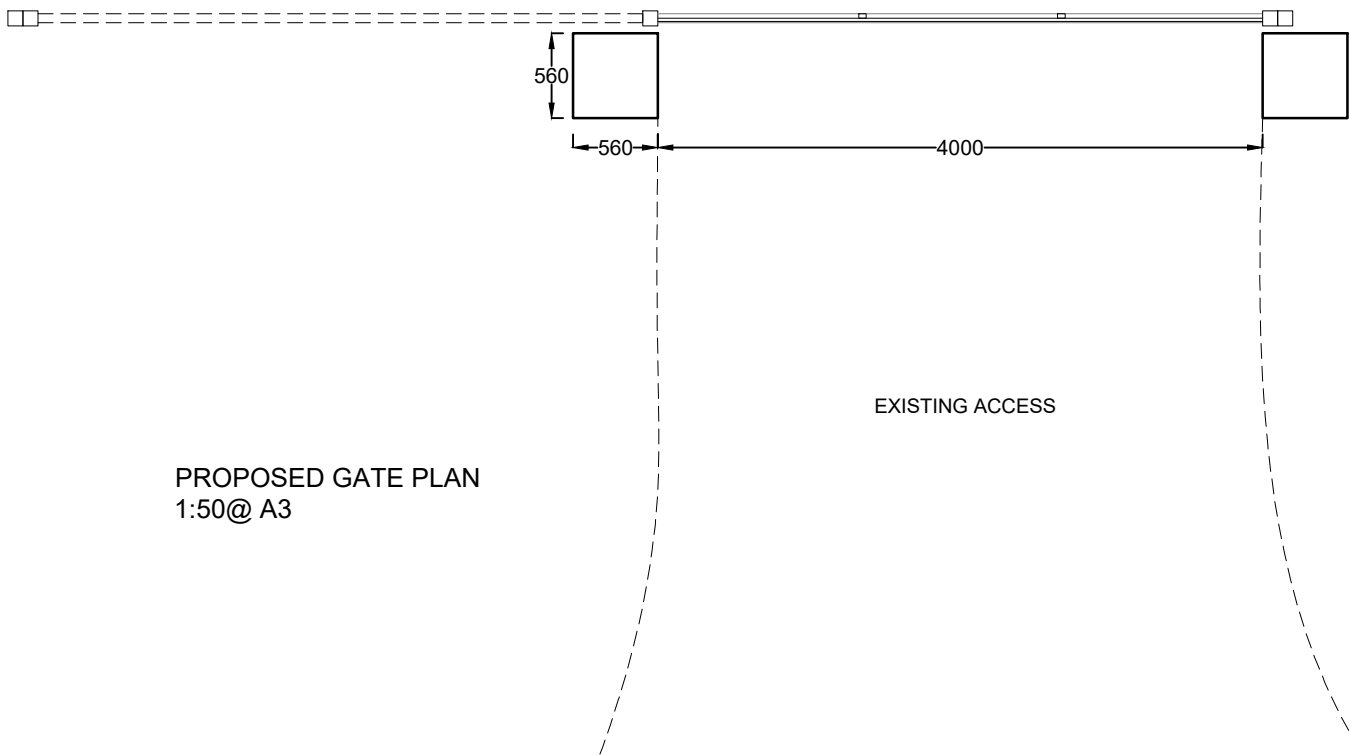 560
560
4000
EXISTING ACCESS
PROPOSED GATE PLAN
1:50@ A3